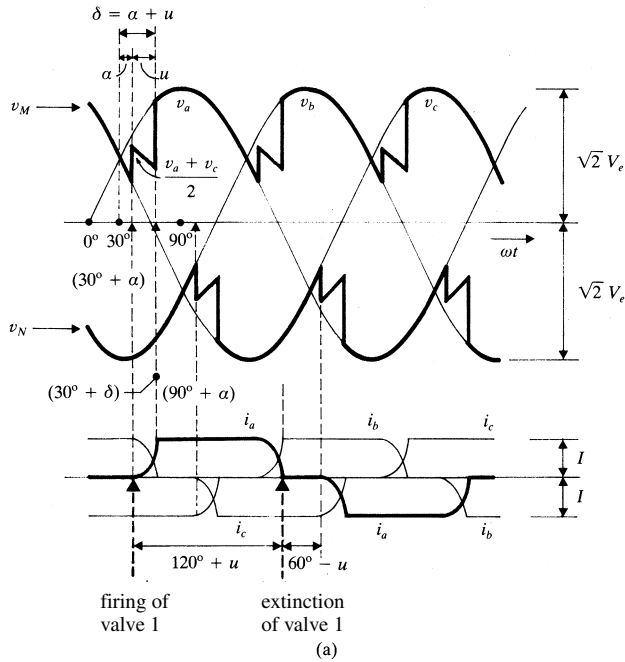 δ = α + u
α
u
v_M
v_a
v_b
v_c
(v_a + v_c)/2
√2 V_e
0° 30° 90°
ωt
(30° + α)
√2 V_e
v_N
(30° + δ) (90° + α)
i_a
i_b
i_c
I
I
i_c
i_a
i_b
120° + u
60° − u
firing of
valve 1
extinction
of valve 1
(a)